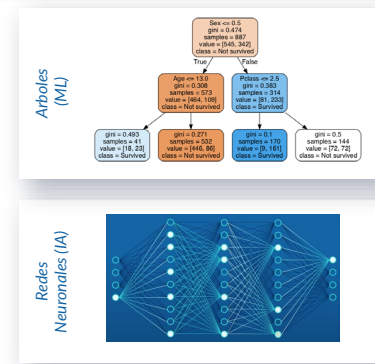 Arboles
(ML)
Sex <= 0.5
gini = 0.474
samples = 887
value = [545, 342]
class = Not survived
True
False
Age <= 13.0
gini = 0.308
samples = 573
value = [464, 109]
class = Not survived
Pclass <= 2.5
gini = 0.383
samples = 314
value = [81, 233]
class = Survived
gini = 0.493
samples = 41
value = [18, 23]
class = Survived
gini = 0.271
samples = 532
value = [446, 86]
class = Not survived
gini = 0.1
samples = 170
value = [9, 161]
class = Survived
gini = 0.5
samples = 144
value = [72, 72]
class = Not survived
Redes
Neuronales (IA)